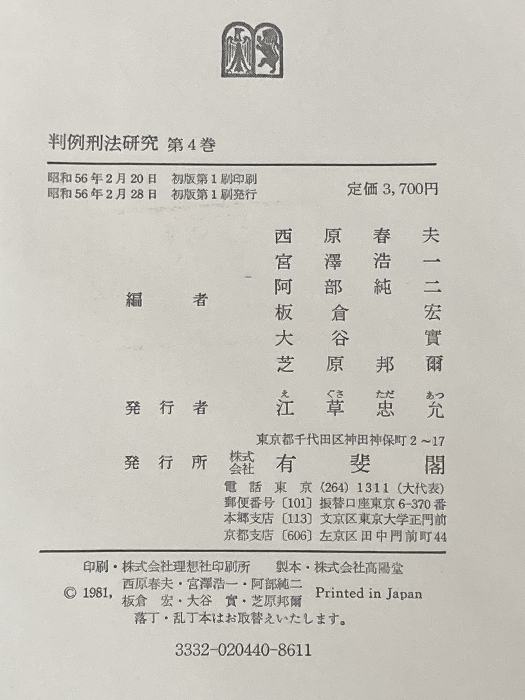 判例刑法研究 第4巻
昭和56年2月20日 初版第1刷印刷
昭和56年2月28日 初版第1刷発行
定価 3,700円
編者
西原春夫
宮澤浩一
阿部純二
板倉宏
大谷實
芝原邦爾
え ぐさ ただ あつ
発行者 江草忠允
東京都千代田区神田神保町2~17
発行所 株式会社 有斐閣
電話 東京 (264) 1311 (大代表)
郵便番号〔101〕振替口座東京6-370番
本郷支店〔113〕文京区東京大学正門前
京都支店〔606〕左京区田中門前町44
印刷・株式会社理想社印刷所 製本・株式会社高陽堂
© 1981, 西原春夫・宮澤浩一・阿部純二
板倉 宏・大谷 實・芝原邦爾 Printed in Japan
落丁・乱丁本はお取替えいたします。
3332-020440-8611